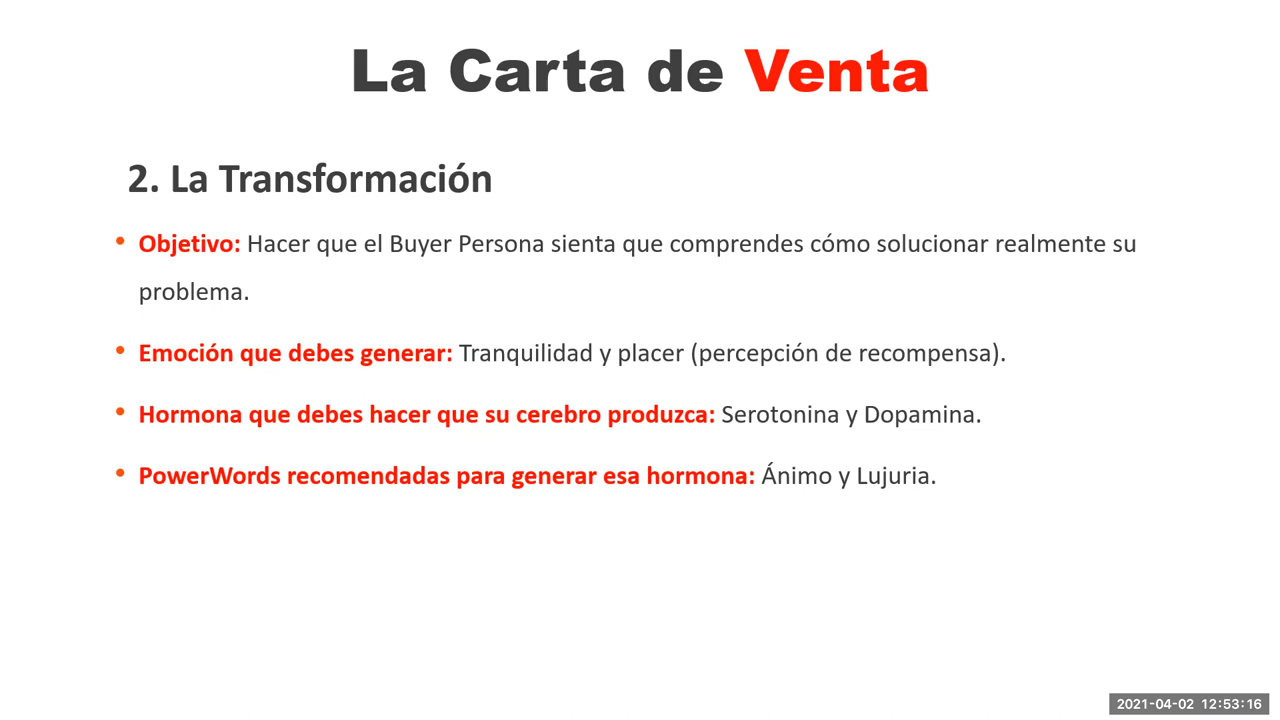 La Carta de Venta
2. La Transformación
• Objetivo: Hacer que el Buyer Persona sienta que comprendes cómo solucionar realmente su
problema.
• Emoción que debes generar: Tranquilidad y placer (percepción de recompensa).
• Hormona que debes hacer que su cerebro produzca: Serotonina y Dopamina.
• PowerWords recomendadas para generar esa hormona: Ánimo y Lujuria.
2021-04-02 12:53:16